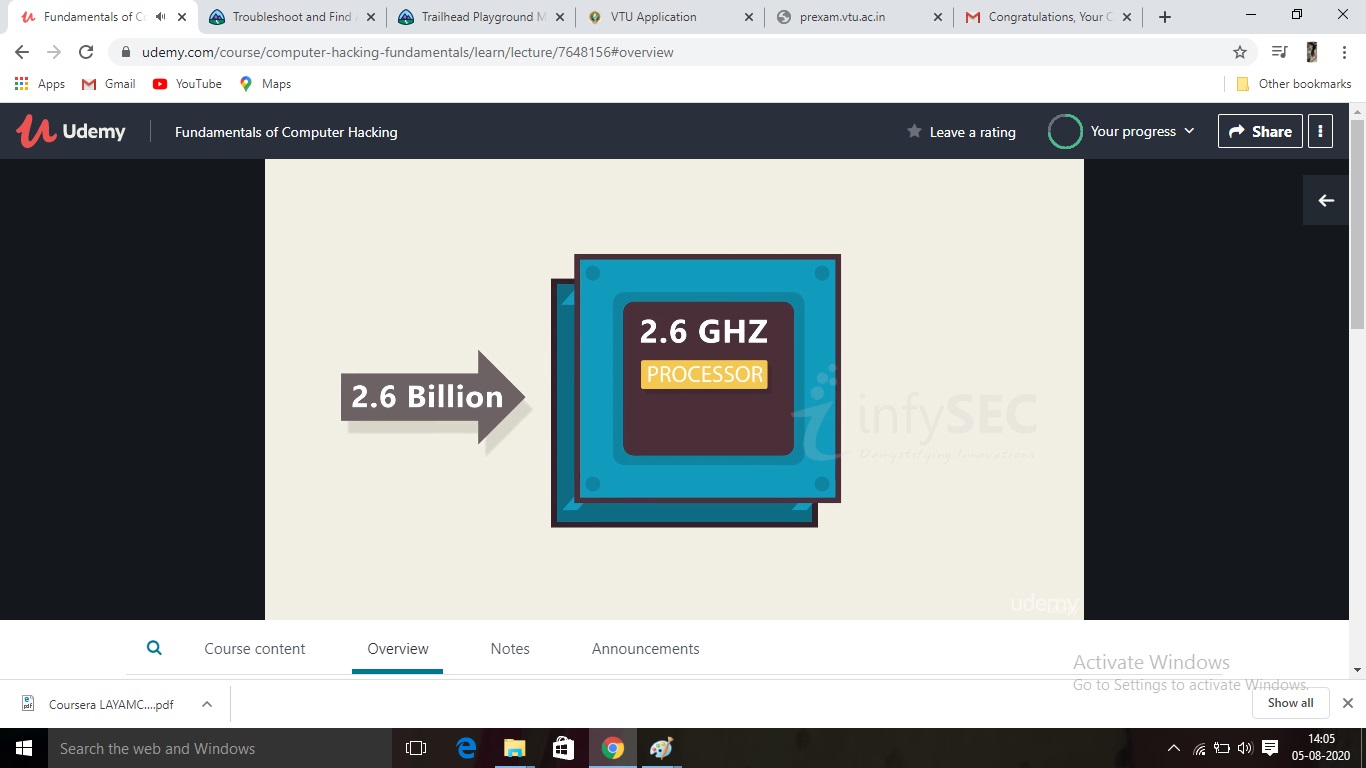 Fundamentals of Co
Troubleshoot and Find A
Trailhead Playground M
VTU Application
prexam.vtu.ac.in
Congratulations, Your C
udemy.com/course/computer-hacking-fundamentals/learn/lecture/7648156#overview
Apps
Gmail
YouTube
Maps
Other bookmarks
Udemy
Fundamentals of Computer Hacking
Leave a rating
Your progress
Share
2.6 GHZ
PROCESSOR
2.6 Billion
infySEC
Demystifying Innovations
udemy
Course content
Overview
Notes
Announcements
Activate Windows
Go to Settings to activate Windows.
Coursera LAYAMC....pdf
Show all
Search the web and Windows
14:05
05-08-2020